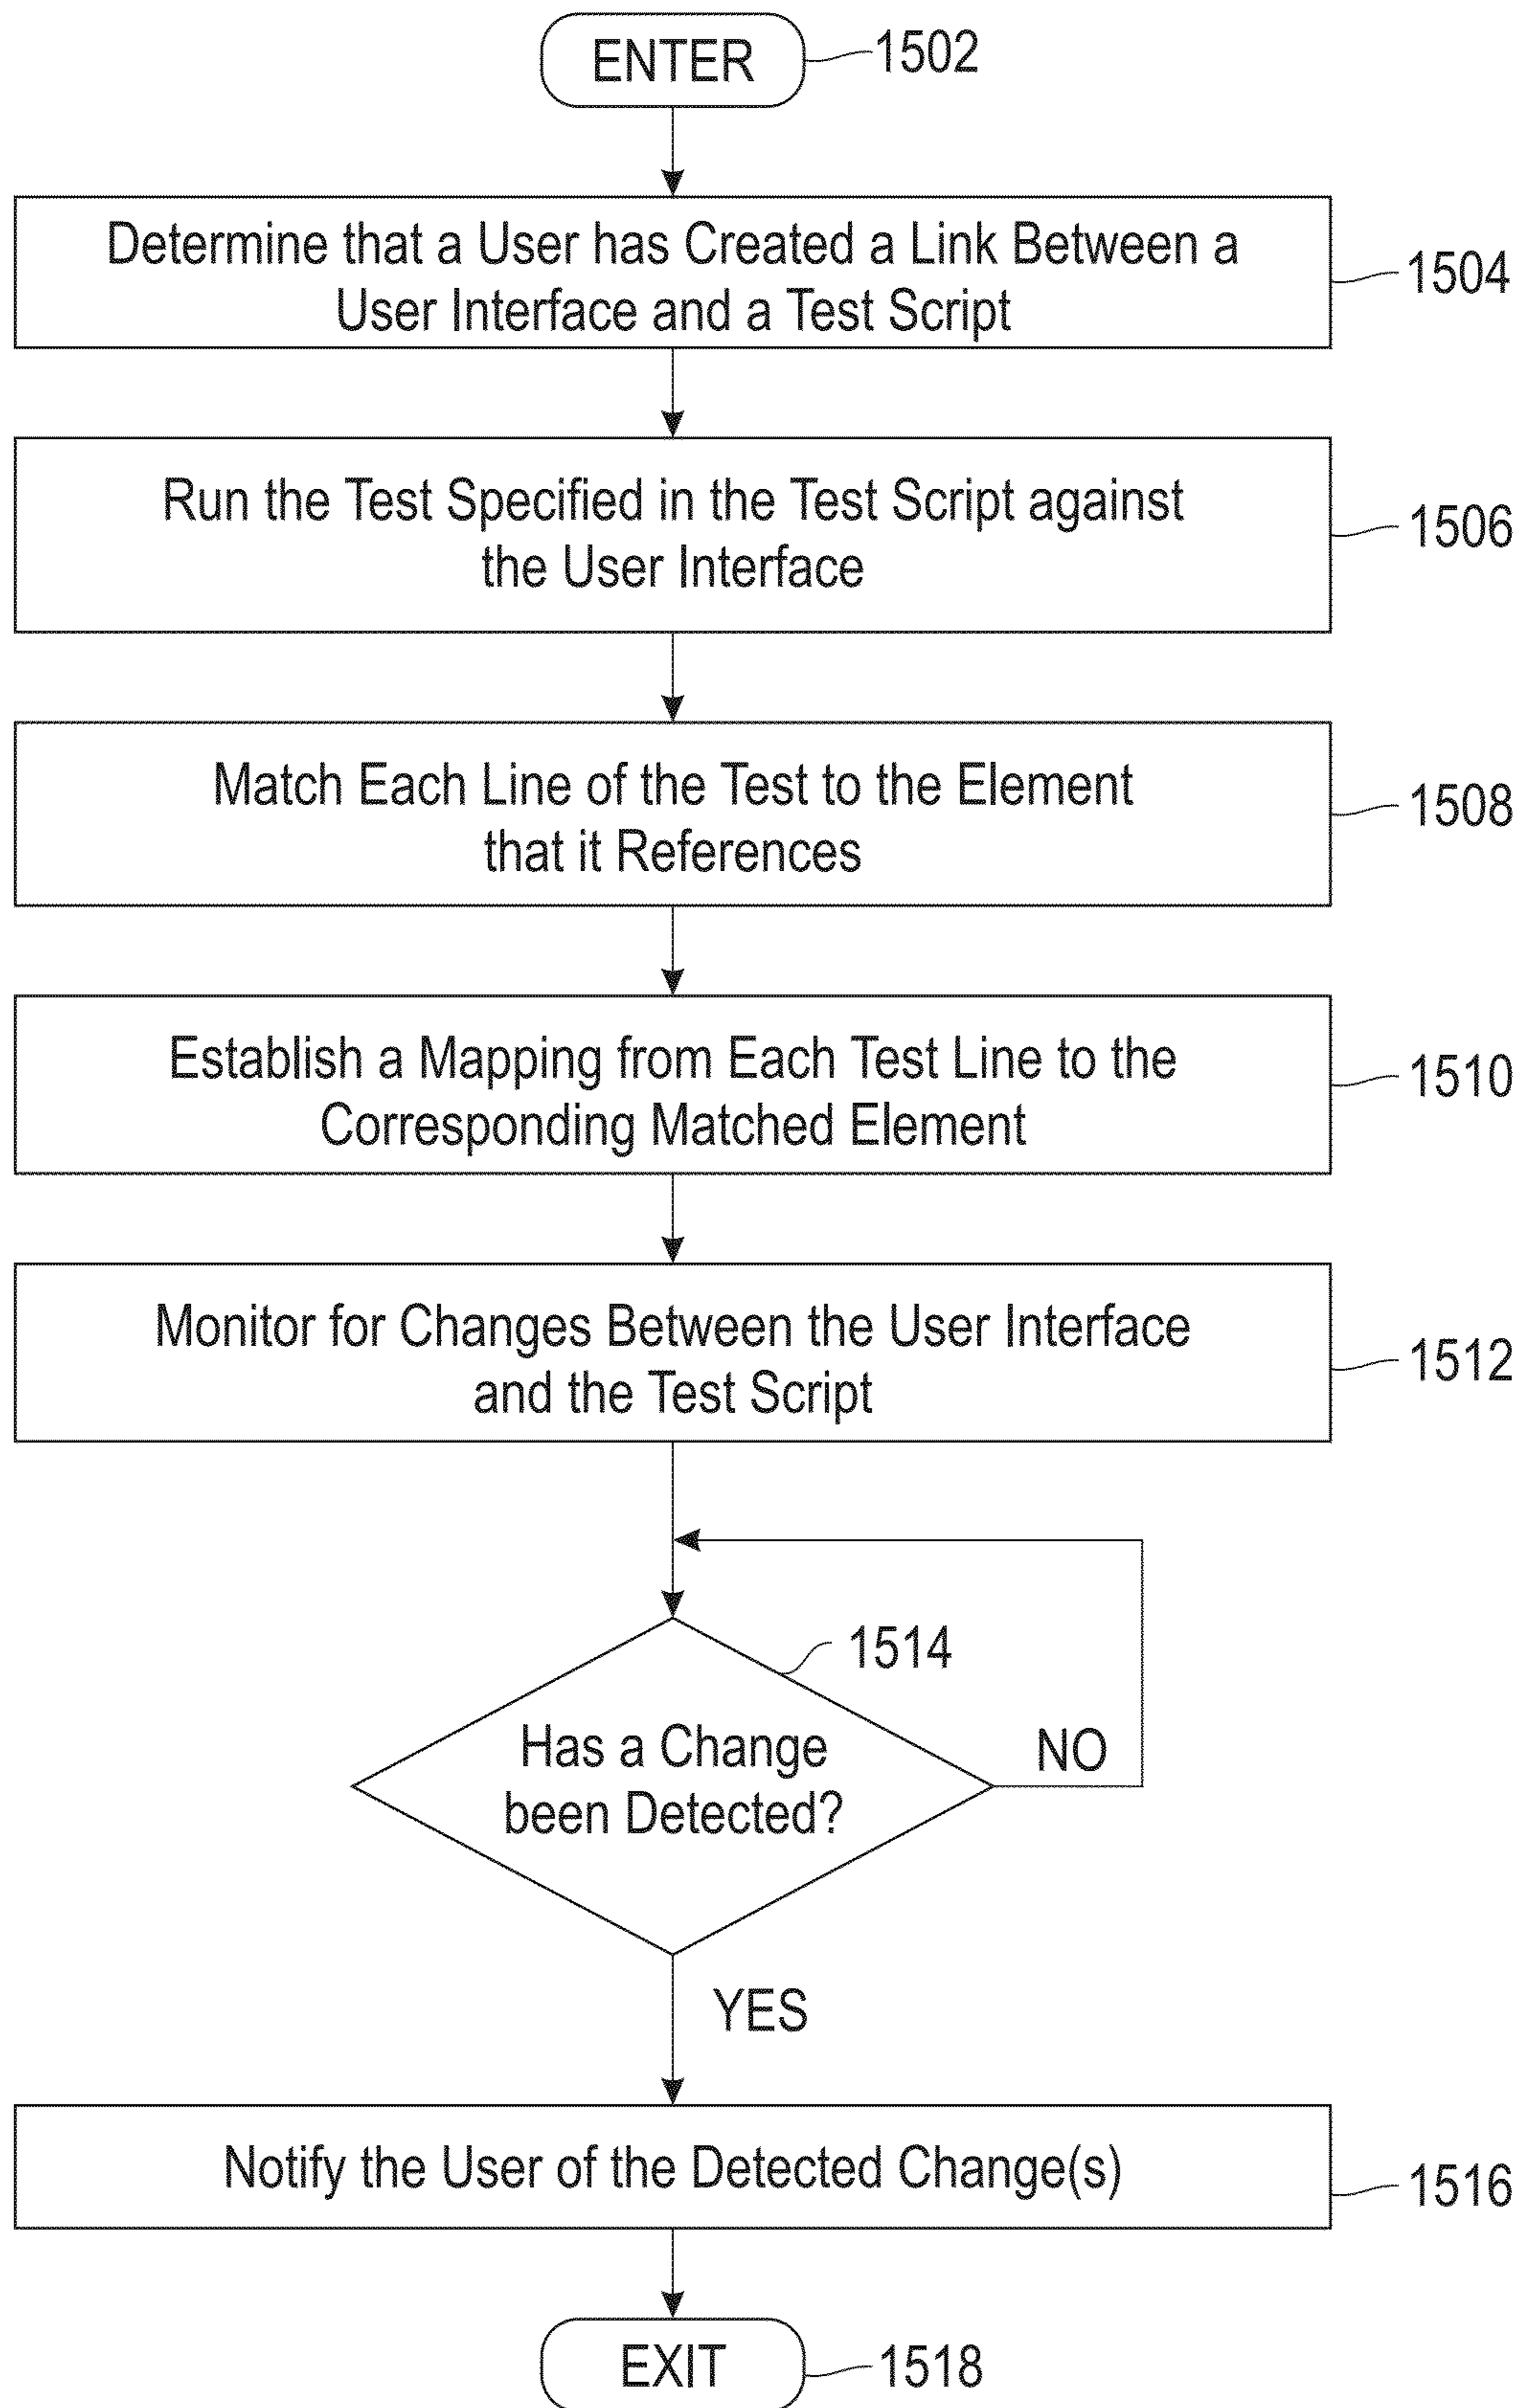 ENTER
1502
Determine that a User has Created a Link Between a
User Interface and a Test Script
1504
Run the Test Specified in the Test Script against
the User Interface
1506
Match Each Line of the Test to the Element
that it References
1508
Establish a Mapping from Each Test Line to the
Corresponding Matched Element
1510
Monitor for Changes Between the User Interface
and the Test Script
1512
1514
Has a Change
been Detected?
NO
YES
Notify the User of the Detected Change(s)
1516
EXIT
1518